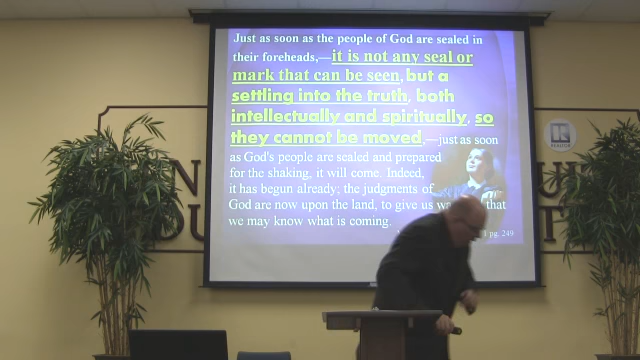 Just as soon as the people of God are sealed in
their foreheads,—it is not any seal or
mark that can be seen, but a
settling into the truth, both
intellectually and spiritually, so
they cannot be moved,—just as soon
as God's people are sealed and prepared
for the shaking, it will come. Indeed,
it has begun already; the judgments of
God are now upon the land, to give us that
we may know what is coming.
pg. 249
REALTOR